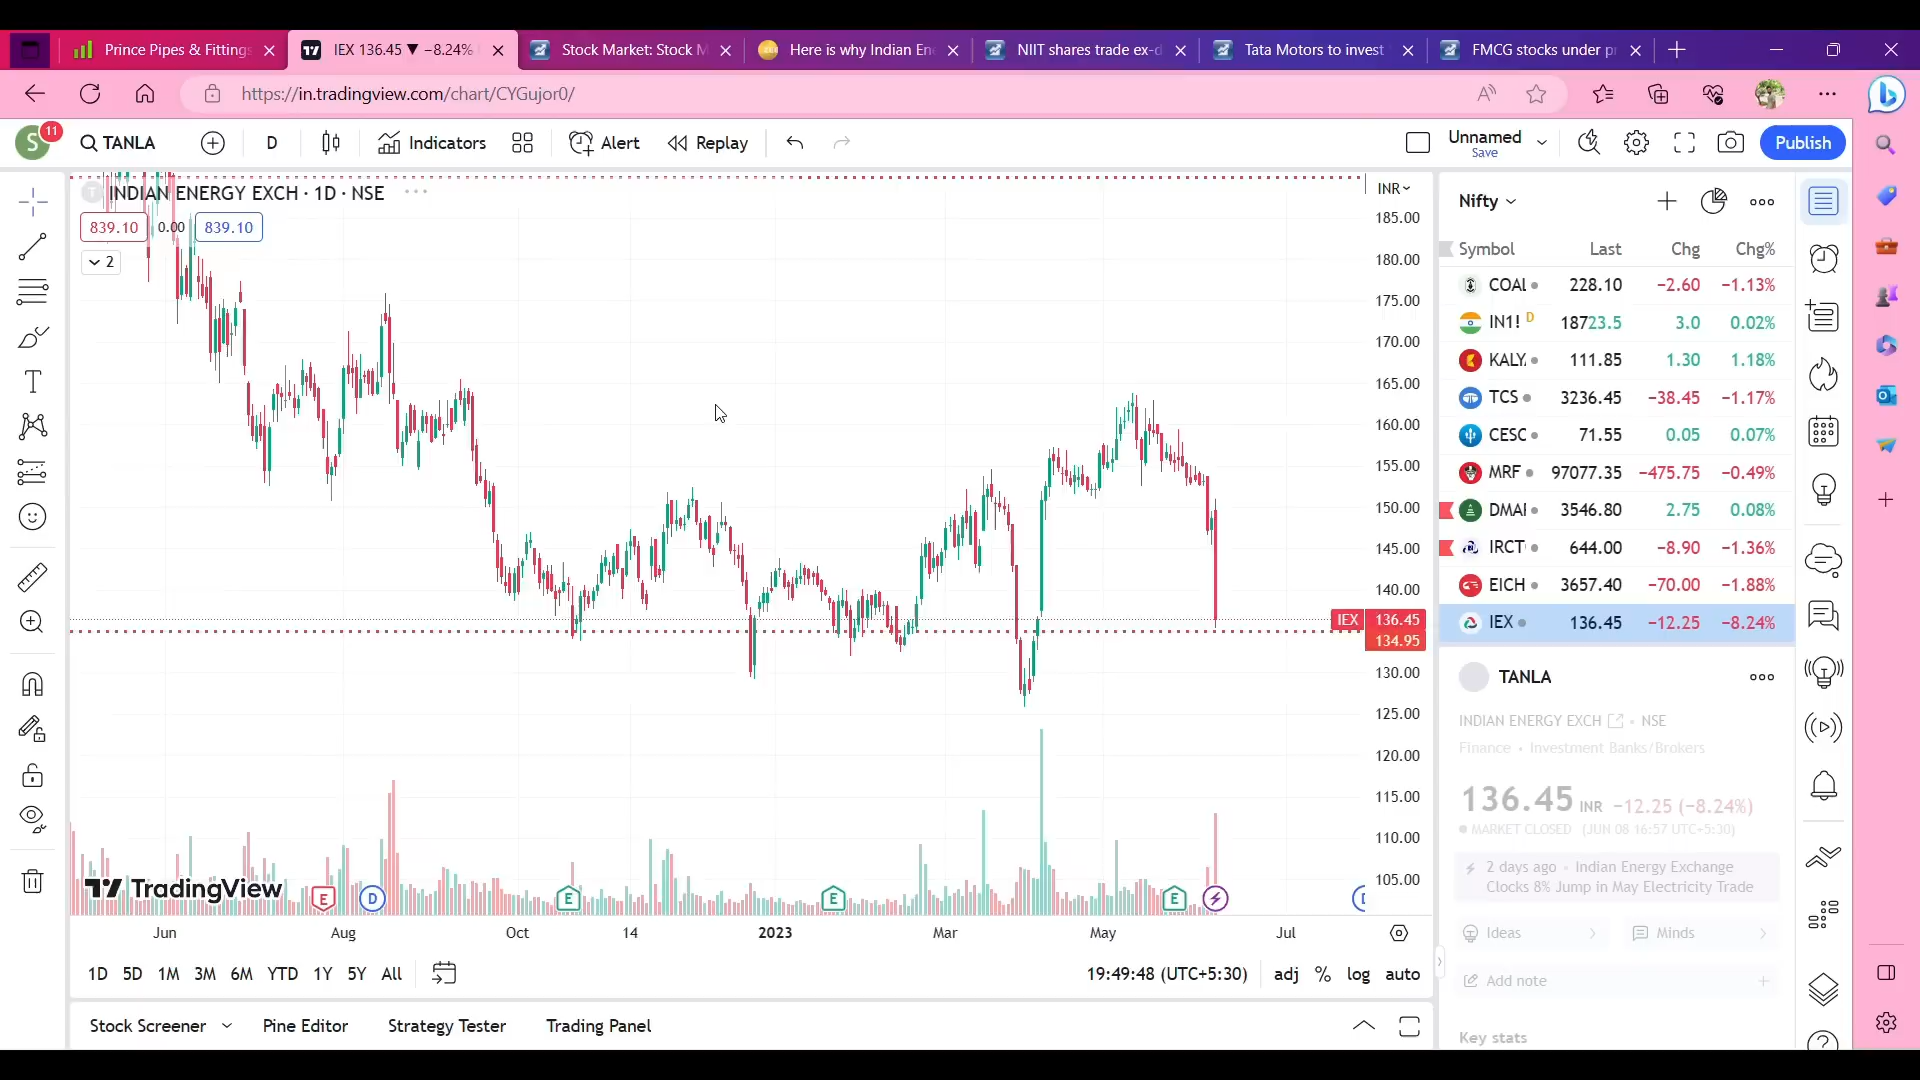 Prince Pipes & Fittings
IEX 136.45 ▼ −8.24%
Stock Market: Stock M
Here is why Indian En
NIIT shares trade ex-d
Tata Motors to invest
FMCG stocks under pr
https://in.tradingview.com/chart/CYGujor0/
S 11
TANLA
D
Indicators
Alert
Replay
Unnamed
Save
Publish
INDIAN ENERGY EXCH · 1D · NSE
INR
839.10 0.00 839.10
2
185.00
180.00
175.00
170.00
165.00
160.00
155.00
150.00
145.00
140.00
IEX 136.45
134.95
130.00
125.00
120.00
115.00
110.00
105.00
TradingView
E D E E E
Jun Aug Oct 14 2023 Mar May Jul
1D 5D 1M 3M 6M YTD 1Y 5Y All
19:49:48 (UTC+5:30) adj % log auto
Stock Screener Pine Editor Strategy Tester Trading Panel
Nifty
Symbol Last Chg Chg%
COAL 228.10 −2.60 −1.13%
IN1! D 18723.5 3.0 0.02%
KALY 111.85 1.30 1.18%
TCS 3236.45 −38.45 −1.17%
CESC 71.55 0.05 0.07%
MRF 97077.35 −475.75 −0.49%
DMAR 3546.80 2.75 0.08%
IRCT 644.00 −8.90 −1.36%
EICH 3657.40 −70.00 −1.88%
IEX 136.45 −12.25 −8.24%
TANLA
INDIAN ENERGY EXCH • NSE
Finance • Investment Banks/Brokers
136.45 INR −12.25 (−8.24%)
MARKET CLOSED (JUN 08 16:57 UTC+5:30)
2 days ago • Indian Energy Exchange
Clocks 8% Jump in May Electricity Trade
Ideas
Minds
Add note
Key stats